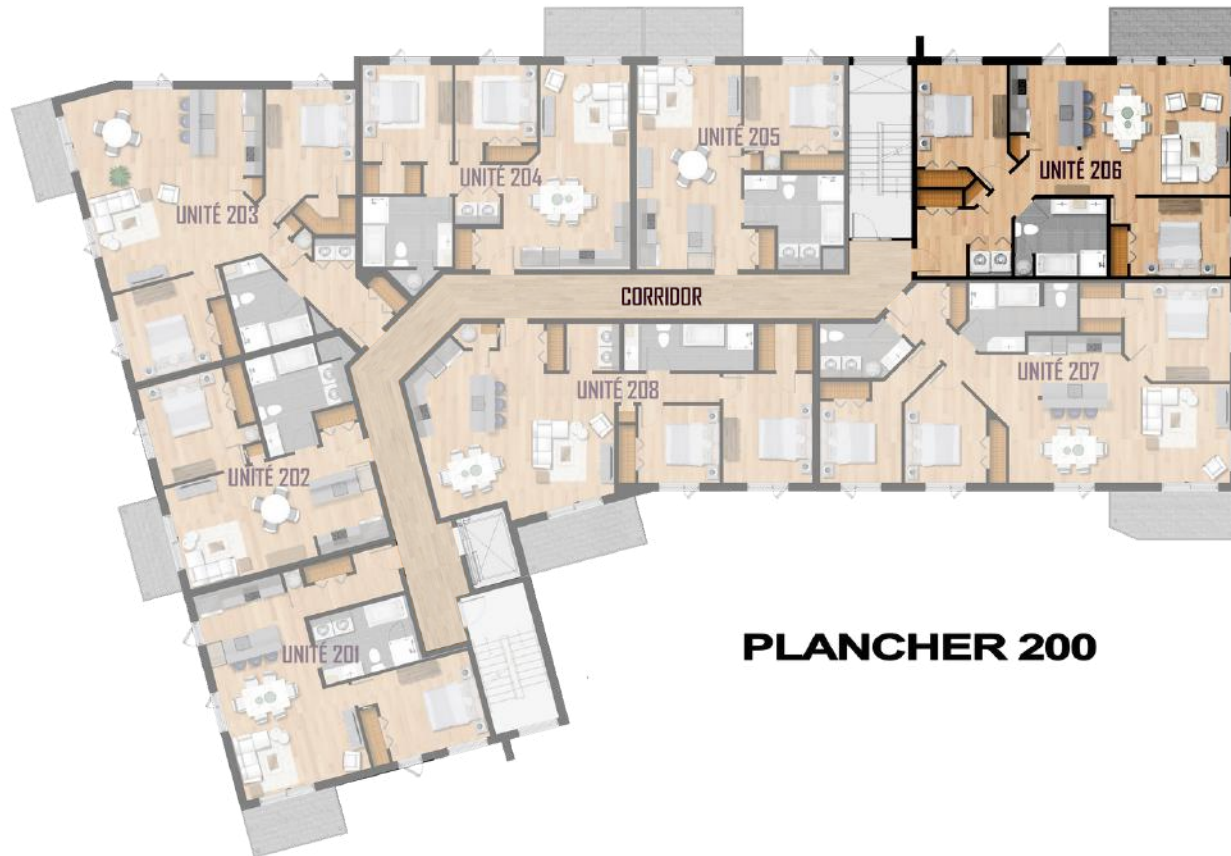 UNITÉ 203
UNITÉ 204
UNITÉ 205
UNITÉ 206
CORRIDOR
UNITÉ 202
UNITÉ 208
UNITÉ 207
UNITÉ 201
PLANCHER 200